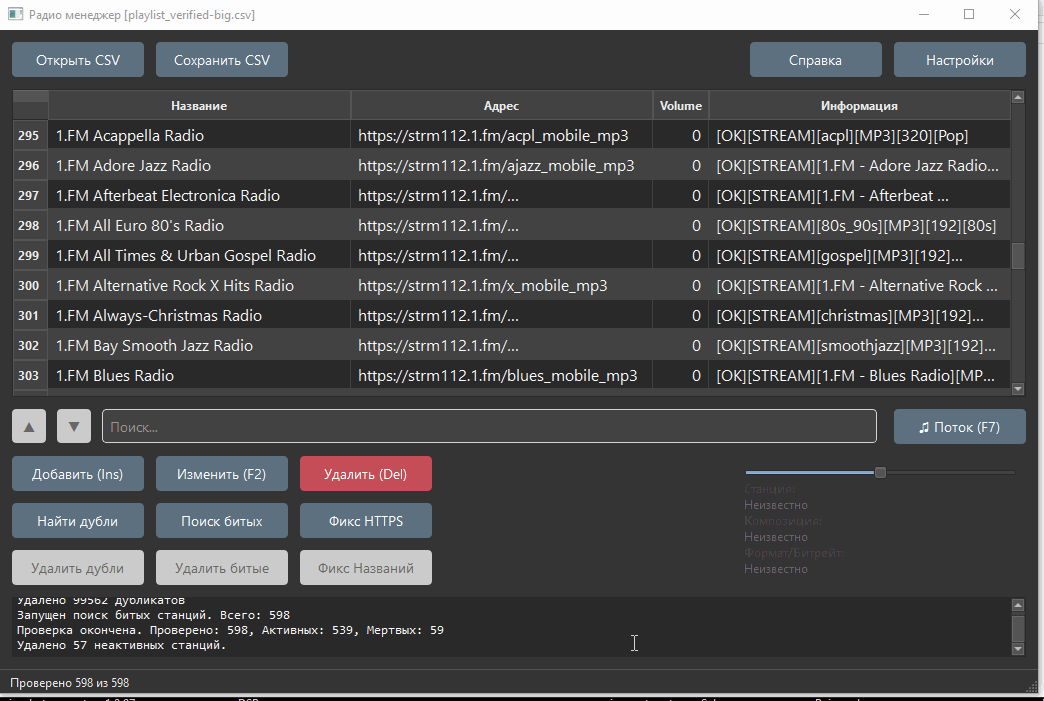 Радио менеджер [playlist_verified-big.csv]
Открыть CSV Сохранить CSV Справка Настройки
Название Адрес Volume Информация
295 1.FM Acappella Radio https://strm112.1.fm/acpl_mobile_mp3 0 [OK][STREAM][acpl][MP3][320][Pop]
296 1.FM Adore Jazz Radio https://strm112.1.fm/ajazz_mobile_mp3 0 [OK][STREAM][1.FM - Adore Jazz Radio...
297 1.FM Afterbeat Electronica Radio https://strm112.1.fm/... 0 [OK][STREAM][1.FM - Afterbeat ...
298 1.FM All Euro 80's Radio https://strm112.1.fm/... 0 [OK][STREAM][80s_90s][MP3][192][80s]
299 1.FM All Times & Urban Gospel Radio https://strm112.1.fm/... 0 [OK][STREAM][gospel][MP3][192]...
300 1.FM Alternative Rock X Hits Radio https://strm112.1.fm/x_mobile_mp3 0 [OK][STREAM][1.FM - Alternative Rock ...
301 1.FM Always-Christmas Radio https://strm112.1.fm/... 0 [OK][STREAM][christmas][MP3][192]...
302 1.FM Bay Smooth Jazz Radio https://strm112.1.fm/... 0 [OK][STREAM][smoothjazz][MP3][192]...
303 1.FM Blues Radio https://strm112.1.fm/blues_mobile_mp3 0 [OK][STREAM][1.FM - Blues Radio][MP...
▲ ▼ Поиск... ♫ Поток (F7)
Добавить (Ins) Изменить (F2) Удалить (Del)
Станция:
Неизвестно
Найти дубли Поиск битых Фикс HTTPS
Композиция:
Неизвестно
Формат/Битрейт:
Неизвестно
Удалить дубли Удалить битые Фикс Названий
Удалено 99562 дубликатов
Запущен поиск битых станций. Всего: 598
Проверка окончена. Проверено: 598, Активных: 539, Мертвых: 59
Удалено 57 неактивных станций.
Проверено 598 из 598